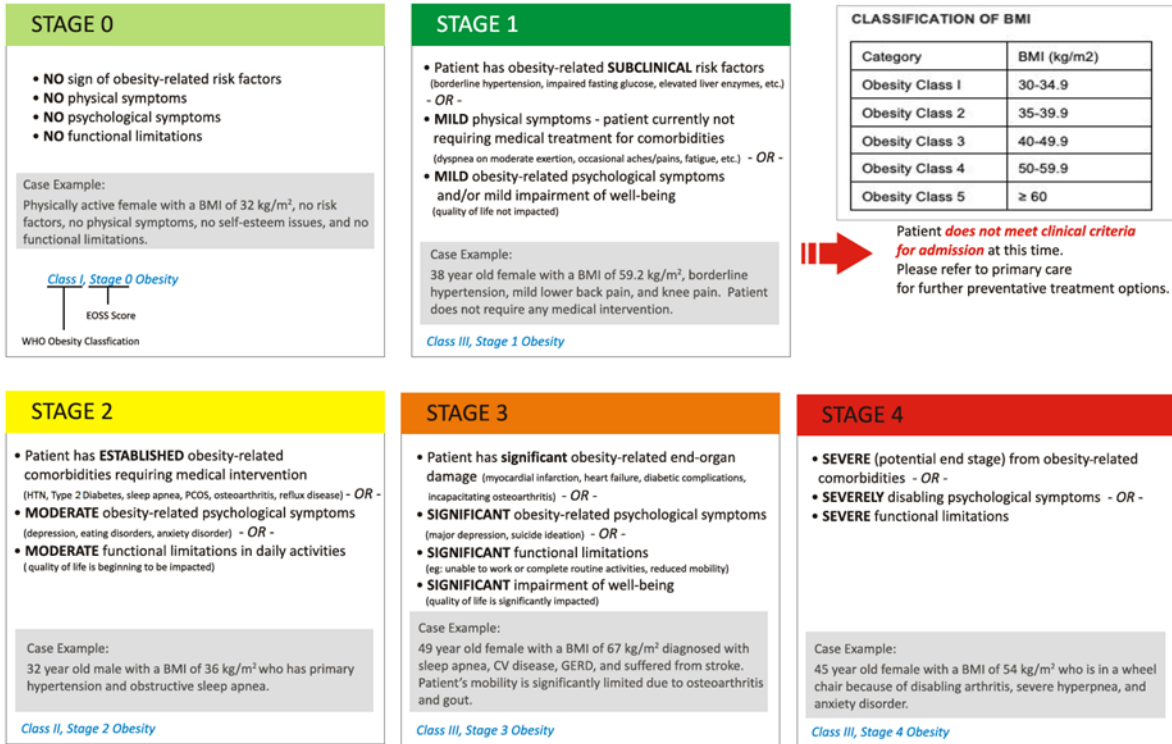 STAGE 0
• NO sign of obesity-related risk factors
• NO physical symptoms
• NO psychological symptoms
• NO functional limitations
Case Example:
Physically active female with a BMI of 32 kg/m², no risk
factors, no physical symptoms, no self-esteem issues, and no
functional limitations.
Class I, Stage 0 Obesity
EOSS Score
WHO Obesity Classfication
STAGE 1
• Patient has obesity-related SUBCLINICAL risk factors
(borderline hypertension, impaired fasting glucose, elevated liver enzymes, etc.)
- OR -
• MILD physical symptoms - patient currently not
requiring medical treatment for comorbidities
(dyspnea on moderate exertion, occasional aches/pains, fatigue, etc.) - OR -
• MILD obesity-related psychological symptoms
and/or mild impairment of well-being
(quality of life not impacted)
Case Example:
38 year old female with a BMI of 59.2 kg/m², borderline
hypertension, mild lower back pain, and knee pain. Patient
does not require any medical intervention.
Class III, Stage 1 Obesity
CLASSIFICATION OF BMI
Category BMI (kg/m2)
Obesity Class I 30-34.9
Obesity Class 2 35-39.9
Obesity Class 3 40-49.9
Obesity Class 4 50-59.9
Obesity Class 5 ≥ 60
Patient does not meet clinical criteria
for admission at this time.
Please refer to primary care
for further preventative treatment options.
STAGE 2
• Patient has ESTABLISHED obesity-related
comorbidities requiring medical intervention
(HTN, Type 2 Diabetes, sleep apnea, PCOS, osteoarthritis, reflux disease) - OR -
• MODERATE obesity-related psychological symptoms
(depression, eating disorders, anxiety disorder) - OR -
• MODERATE functional limitations in daily activities
(quality of life is beginning to be impacted)
Case Example:
32 year old male with a BMI of 36 kg/m² who has primary
hypertension and obstructive sleep apnea.
Class II, Stage 2 Obesity
STAGE 3
• Patient has significant obesity-related end-organ
damage (myocardial infarction, heart failure, diabetic complications,
incapacitating osteoarthritis) - OR -
• SIGNIFICANT obesity-related psychological symptoms
(major depression, suicide ideation) - OR -
• SIGNIFICANT functional limitations
(eg: unable to work or complete routine activities, reduced mobility)
• SIGNIFICANT impairment of well-being
(quality of life is significantly impacted)
Case Example:
49 year old female with a BMI of 67 kg/m² diagnosed with
sleep apnea, CV disease, GERD, and suffered from stroke.
Patient's mobility is significantly limited due to osteoarthritis
and gout.
Class III, Stage 3 Obesity
STAGE 4
• SEVERE (potential end stage) from obesity-related
comorbidities - OR -
• SEVERELY disabling psychological symptoms - OR -
• SEVERE functional limitations
Case Example:
45 year old female with a BMI of 54 kg/m² who is in a wheel
chair because of disabling arthritis, severe hyperpnea, and
anxiety disorder.
Class III, Stage 4 Obesity